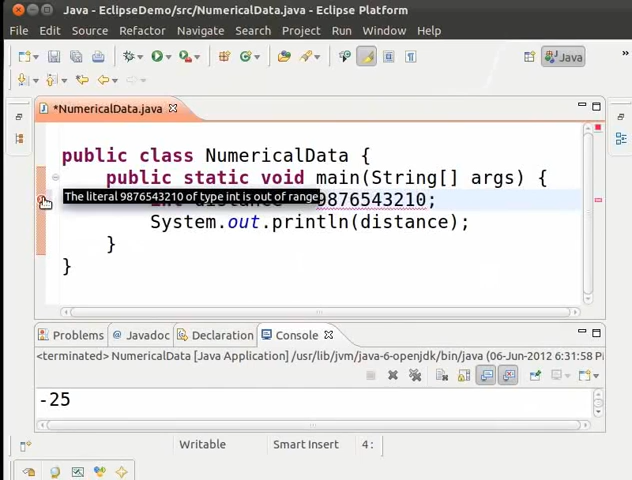 Java - EclipseDemo/src/NumericalData.java - Eclipse Platform
File Edit Source Refactor Navigate Search Project Run Window Help
Java
*NumericalData.java
public class NumericalData {
public static void main(String[] args) {
The literal 9876543210 of type int is out of range
9876543210;
System.out.println(distance);
}
}
Problems Javadoc Declaration Console
<terminated> NumericalData [Java Application] /usr/lib/jvm/java-6-openjdk/bin/java (06-Jun-2012 6:31:58 P
-25
Writable Smart Insert 4 :